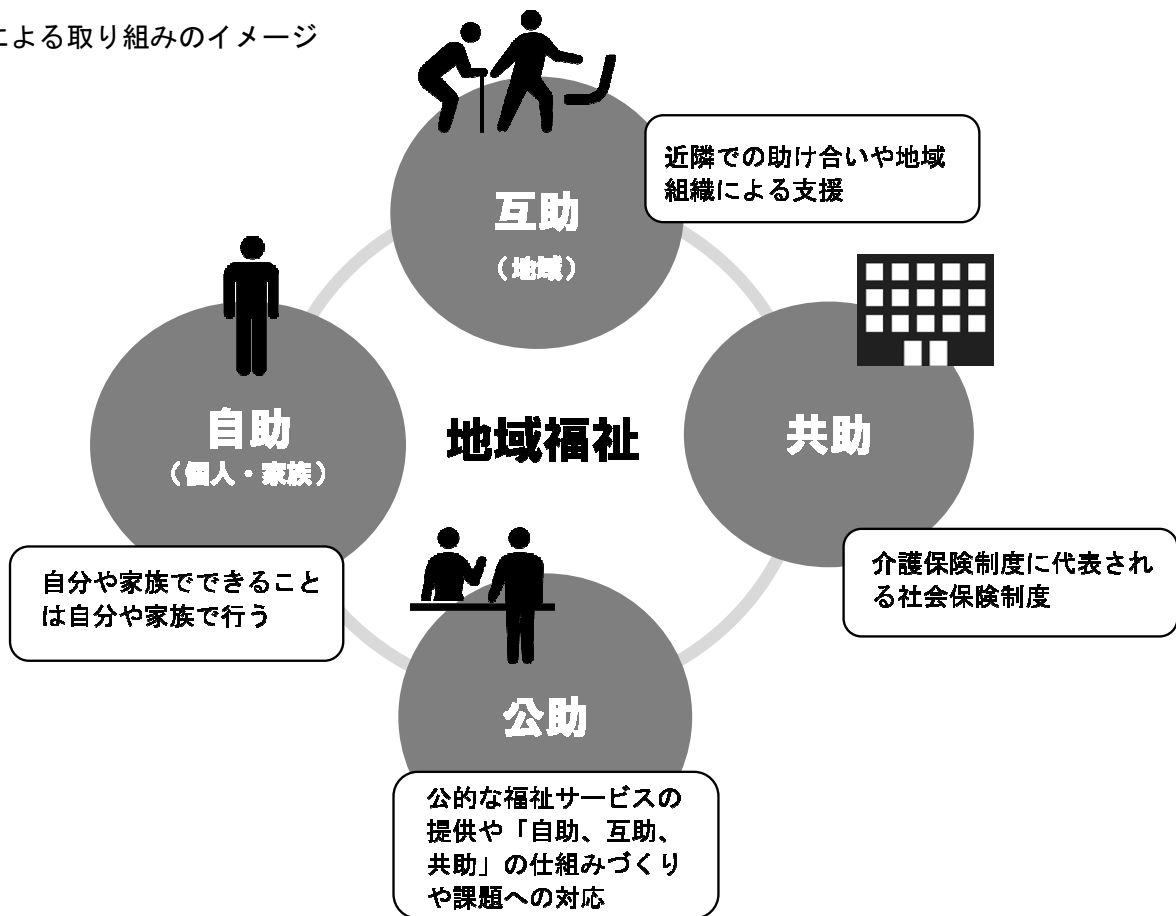 による取り組みのイメージ
近隣での助け合いや地域
組織による支援
互助
（地域）
自助
（個人・家族）
地域福祉
共助
自分や家族でできること
は自分や家族で行う
介護保険制度に代表され
る社会保険制度
公助
公的な福祉サービスの
提供や「自助、互助、
共助」の仕組みづくり
や課題への対応